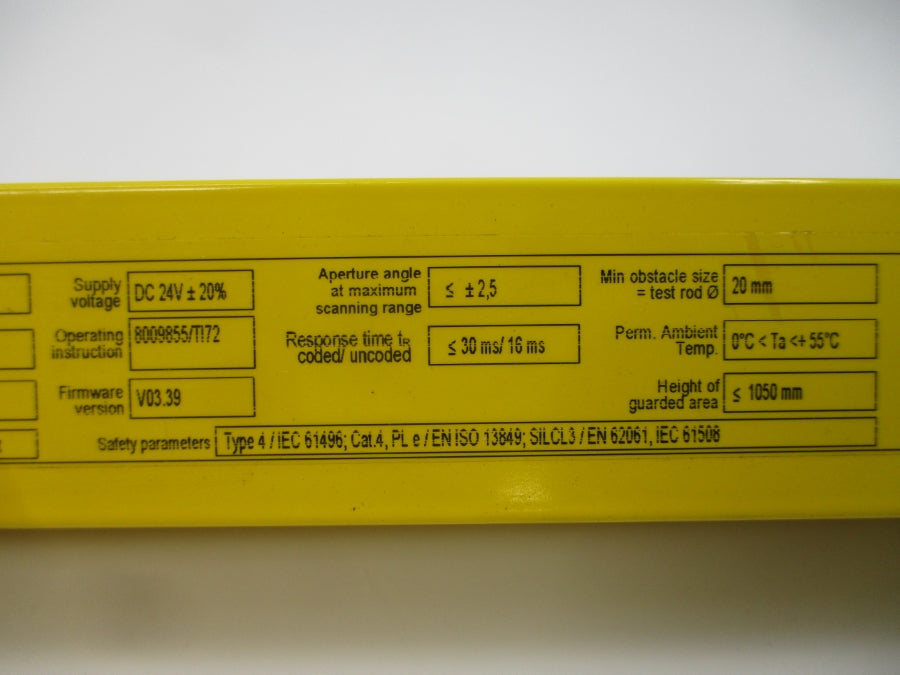 Supply
voltage
DC 24V ± 20%
Operating
instruction
8009855/TI72
Firmware
version
V03.39
Aperture angle
at maximum
scanning range
≤ ±2,5
Response time tR
coded/ uncoded
≤ 30 ms/ 16 ms
Min obstacle size
= test rod Ø
20 mm
Perm. Ambient
Temp.
0°C < Ta <+ 55°C
Height of
guarded area
≤ 1050 mm
Safety parameters
Type 4 / IEC 61496; Cat.4, PL e / EN ISO 13849; SILCL3 / EN 62061, IEC 61508